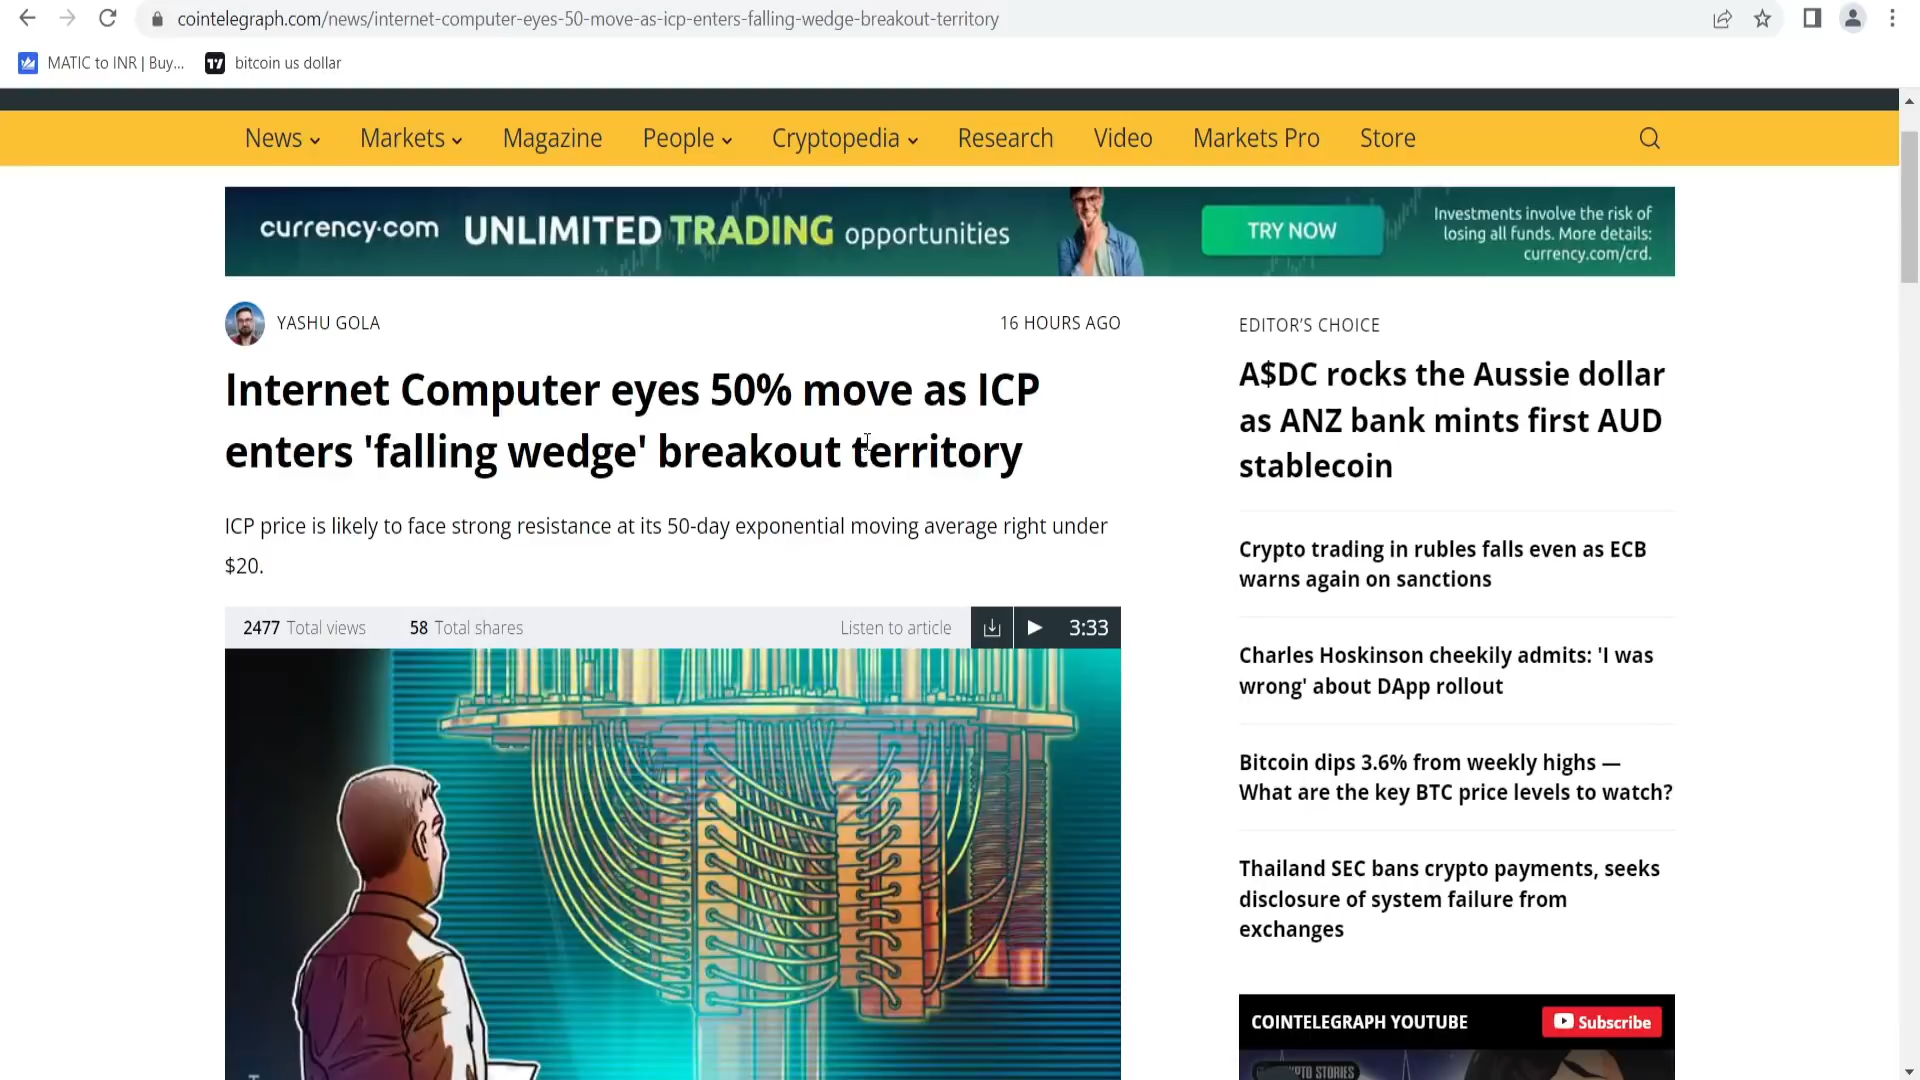 cointelegraph.com/news/internet-computer-eyes-50-move-as-icp-enters-falling-wedge-breakout-territory
MATIC to INR | Buy...
bitcoin us dollar
News
Markets
Magazine
People
Cryptopedia
Research
Video
Markets Pro
Store
currency.com
UNLIMITED TRADING opportunities
TRY NOW
Investments involve the risk of
losing all funds. More details:
currency.com/crd.
YASHU GOLA
16 HOURS AGO
Internet Computer eyes 50% move as ICP
enters 'falling wedge' breakout territory
ICP price is likely to face strong resistance at its 50-day exponential moving average right under
$20.
2477 Total views
58 Total shares
Listen to article
3:33
EDITOR'S CHOICE
A$DC rocks the Aussie dollar
as ANZ bank mints first AUD
stablecoin
Crypto trading in rubles falls even as ECB
warns again on sanctions
Charles Hoskinson cheekily admits: 'I was
wrong' about DApp rollout
Bitcoin dips 3.6% from weekly highs —
What are the key BTC price levels to watch?
Thailand SEC bans crypto payments, seeks
disclosure of system failure from
exchanges
COINTELEGRAPH YOUTUBE
Subscribe
STORIES